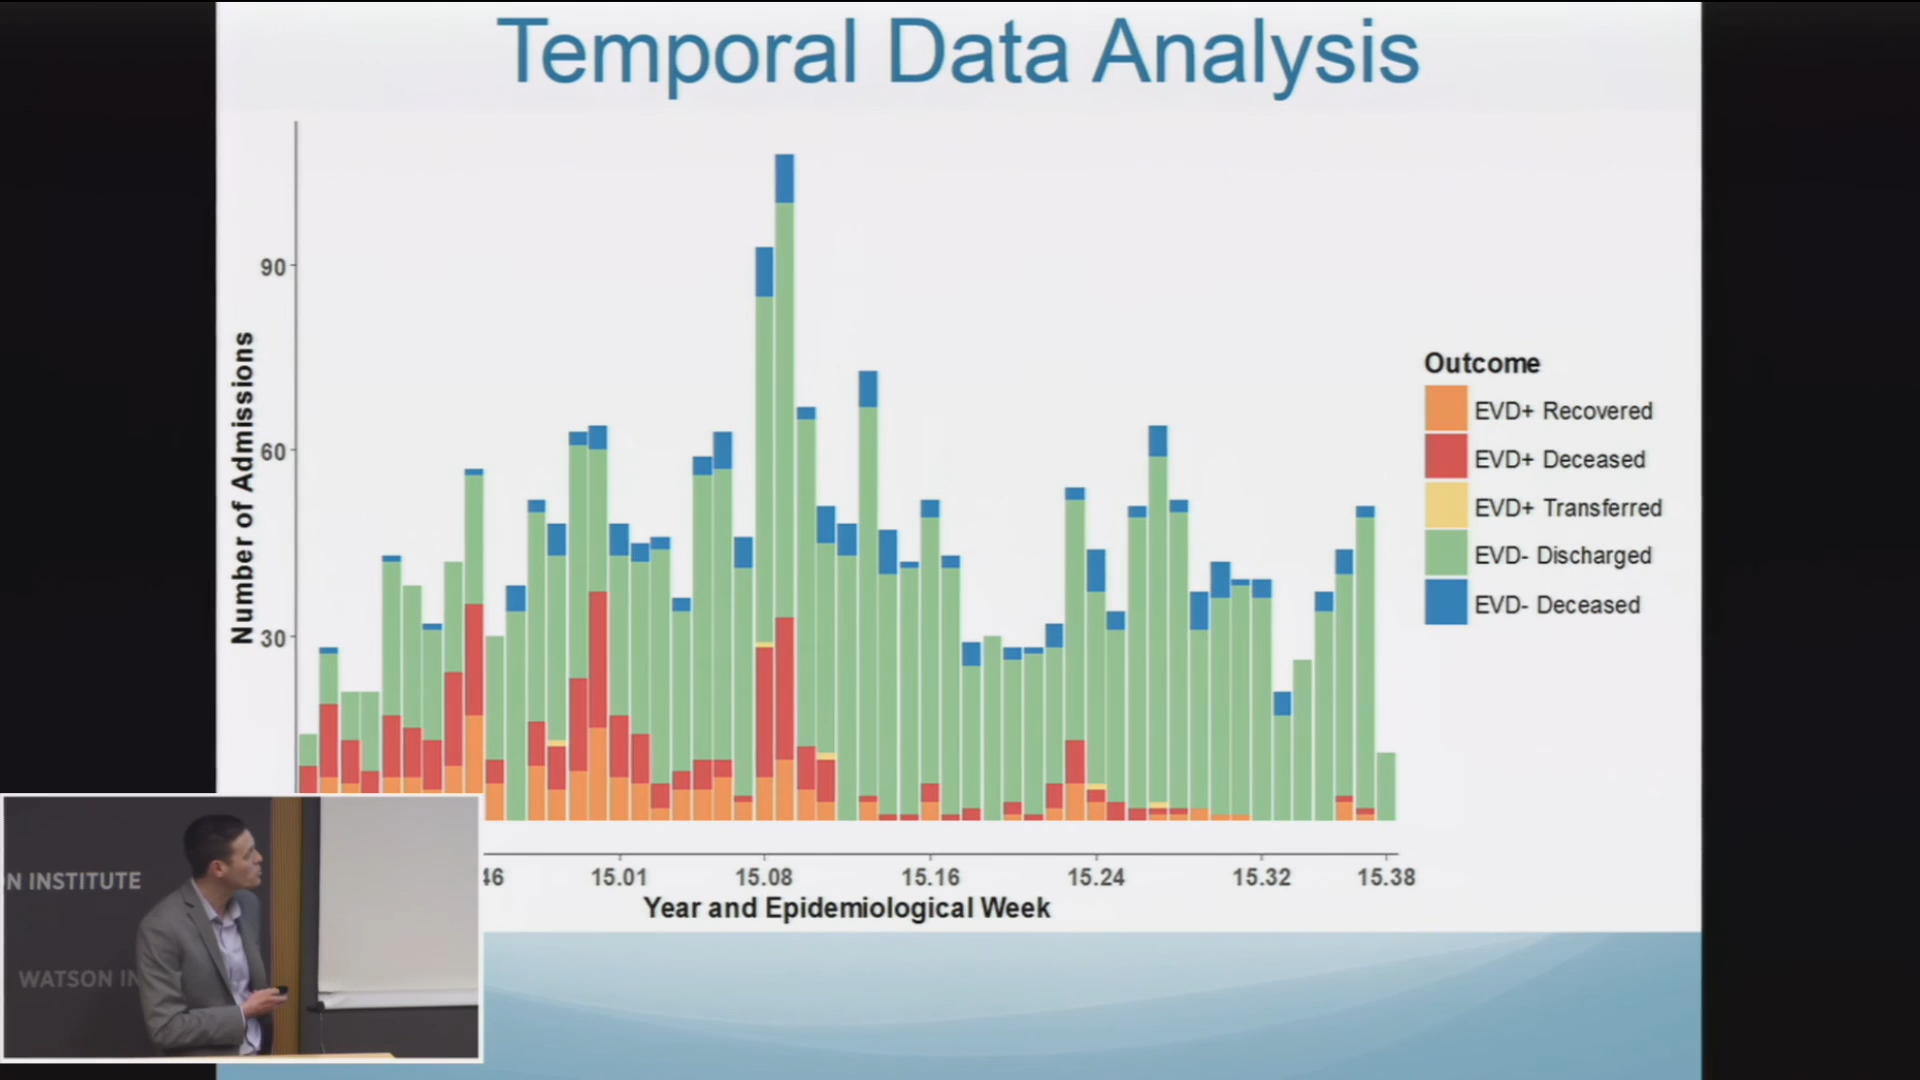 Temporal Data Analysis
90
60
30
Number of Admissions
Outcome
EVD+ Recovered
EVD+ Deceased
EVD+ Transferred
EVD- Discharged
EVD- Deceased
46 15.01 15.08 15.16 15.24 15.32 15.38
Year and Epidemiological Week
N INSTITUTE
WATSON IN